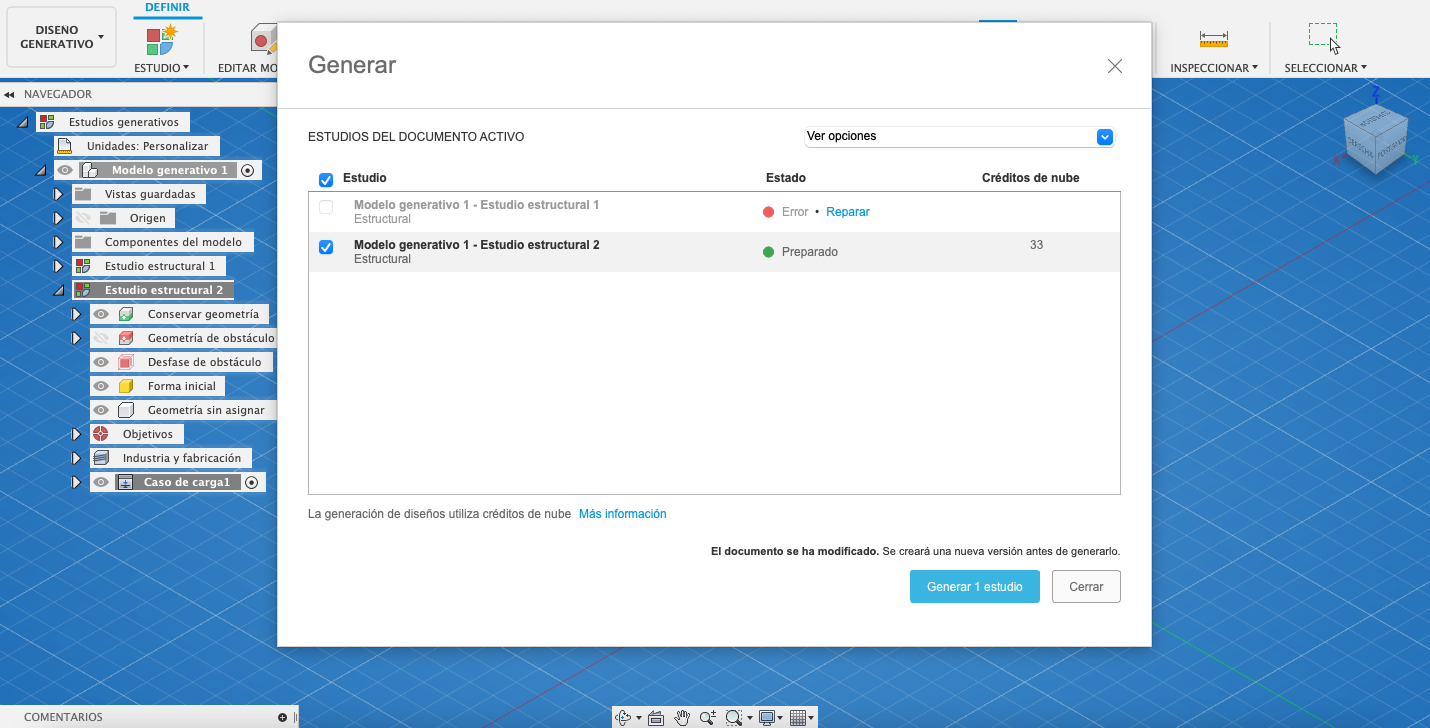 DEFINIR
DISEÑO
GENERATIVO
ESTUDIO
EDITAR MO
INSPECCIONAR
SELECCIONAR
NAVEGADOR
Estudios generativos
Unidades: Personalizar
Modelo generativo 1
Vistas guardadas
Origen
Componentes del modelo
Estudio estructural 1
Estudio estructural 2
Conservar geometría
Geometría de obstáculo
Desfase de obstáculo
Forma inicial
Geometría sin asignar
Objetivos
Industria y fabricación
Caso de carga1
Generar
ESTUDIOS DEL DOCUMENTO ACTIVO
Ver opciones
Estudio Estado Créditos de nube
Modelo generativo 1 - Estudio estructural 1
Estructural
Error • Reparar
Modelo generativo 1 - Estudio estructural 2
Estructural
Preparado
33
La generación de diseños utiliza créditos de nube Más información
El documento se ha modificado. Se creará una nueva versión antes de generarlo.
Generar 1 estudio
Cerrar
Z
X
Y
COMENTARIOS